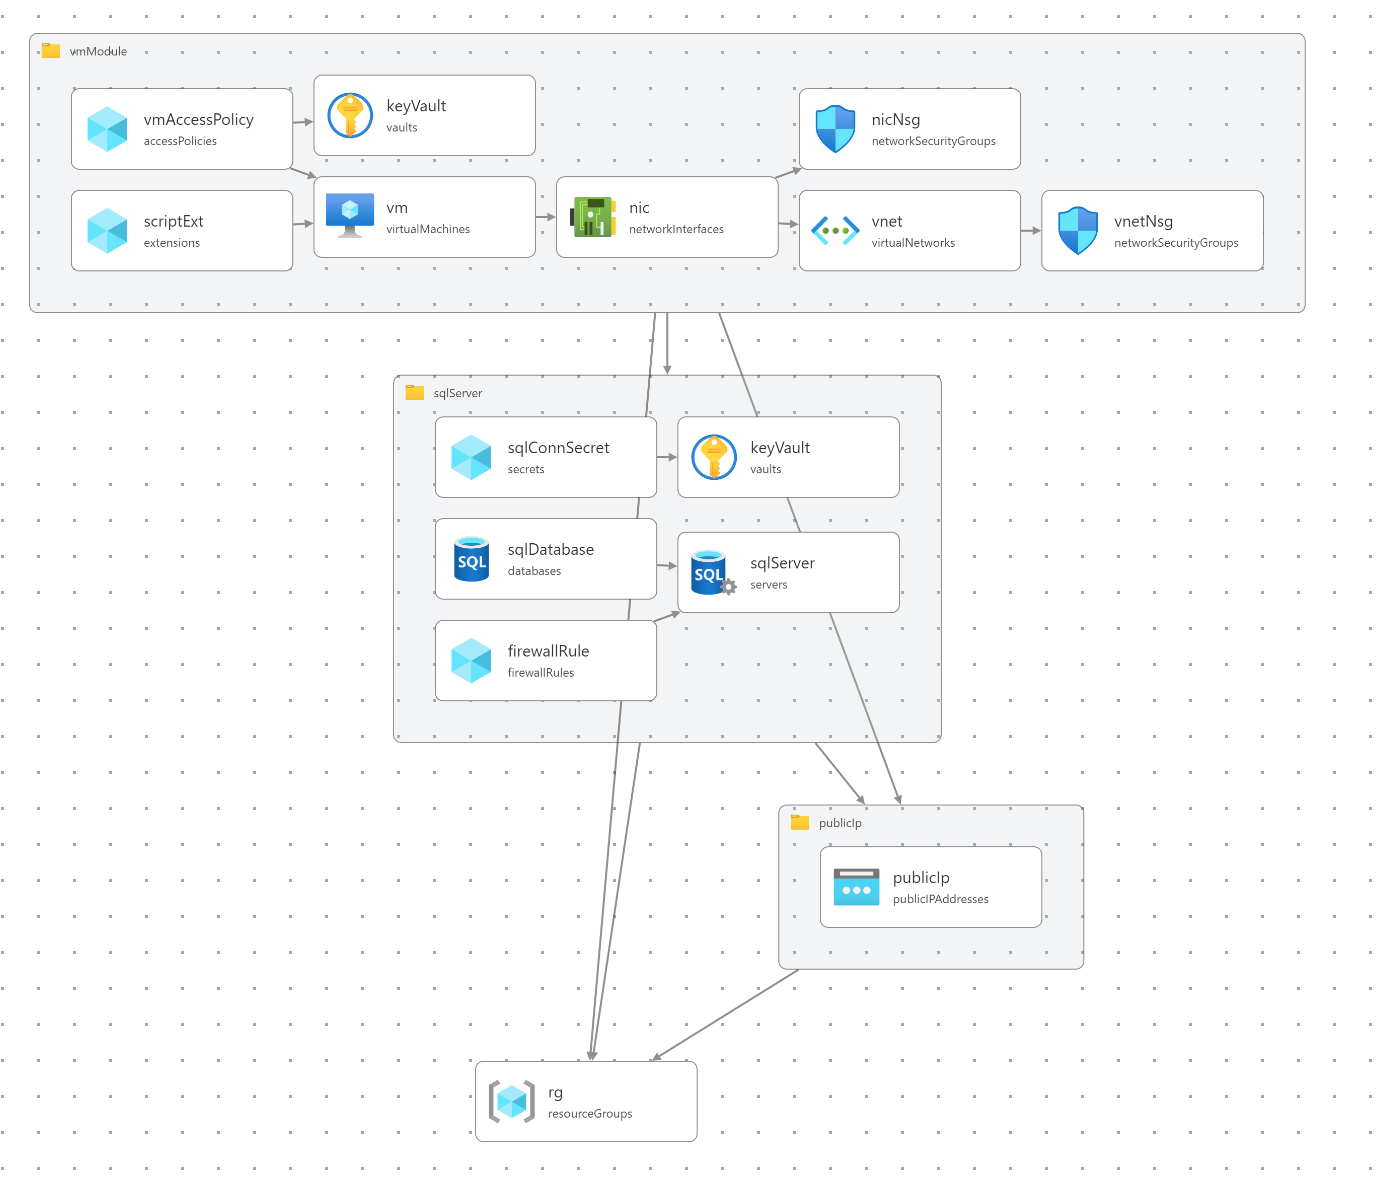 vmModule
vmAccessPolicy
accessPolicies
keyVault
vaults
nicNsg
networkSecurityGroups
scriptExt
extensions
vm
virtualMachines
nic
networkInterfaces
vnet
virtualNetworks
vnetNsg
networkSecurityGroups
sqlServer
sqlConnSecret
secrets
keyVault
vaults
SQL
sqlDatabase
databases
SQL
sqlServer
servers
firewallRule
firewallRules
publicIp
publicIp
publicIPAddresses
rg
resourceGroups